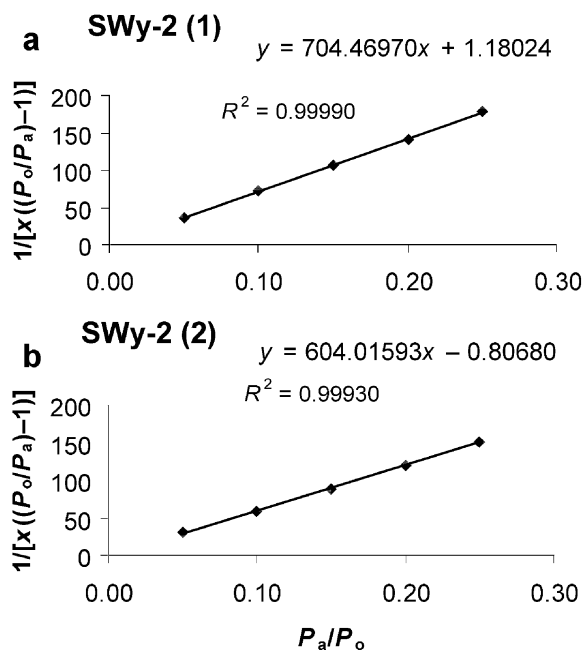 a
SWy-2 (1)
y = 704.46970x + 1.18024
R² = 0.99990
1/[x((Pₒ/Pₐ)–1)]
200
150
100
50
0
0.00 0.10 0.20 0.30
b
SWy-2 (2)
y = 604.01593x – 0.80680
R² = 0.99930
1/[x((Pₒ/Pₐ)–1)]
200
150
100
50
0
0.00 0.10 0.20 0.30
Pₐ/Pₒ